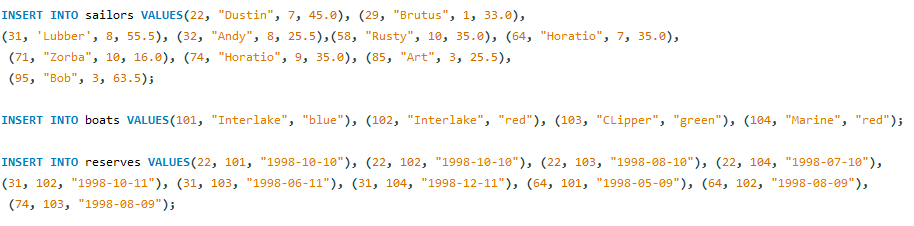 INSERT INTO sailors VALUES(22, "Dustin", 7, 45.0), (29, "Brutus", 1, 33.0),
(31, 'Lubber', 8, 55.5), (32, "Andy", 8, 25.5),(58, "Rusty", 10, 35.0), (64, "Horatio", 7, 35.0),
(71, "Zorba", 10, 16.0), (74, "Horatio", 9, 35.0), (85, "Art", 3, 25.5),
(95, "Bob", 3, 63.5);
INSERT INTO boats VALUES(101, "Interlake", "blue"), (102, "Interlake", "red"), (103, "CLipper", "green"), (104, "Marine", "red");
INSERT INTO reserves VALUES(22, 101, "1998-10-10"), (22, 102, "1998-10-10"), (22, 103, "1998-08-10"), (22, 104, "1998-07-10"),
(31, 102, "1998-10-11"), (31, 103, "1998-06-11"), (31, 104, "1998-12-11"), (64, 101, "1998-05-09"), (64, 102, "1998-08-09"),
(74, 103, "1998-08-09");